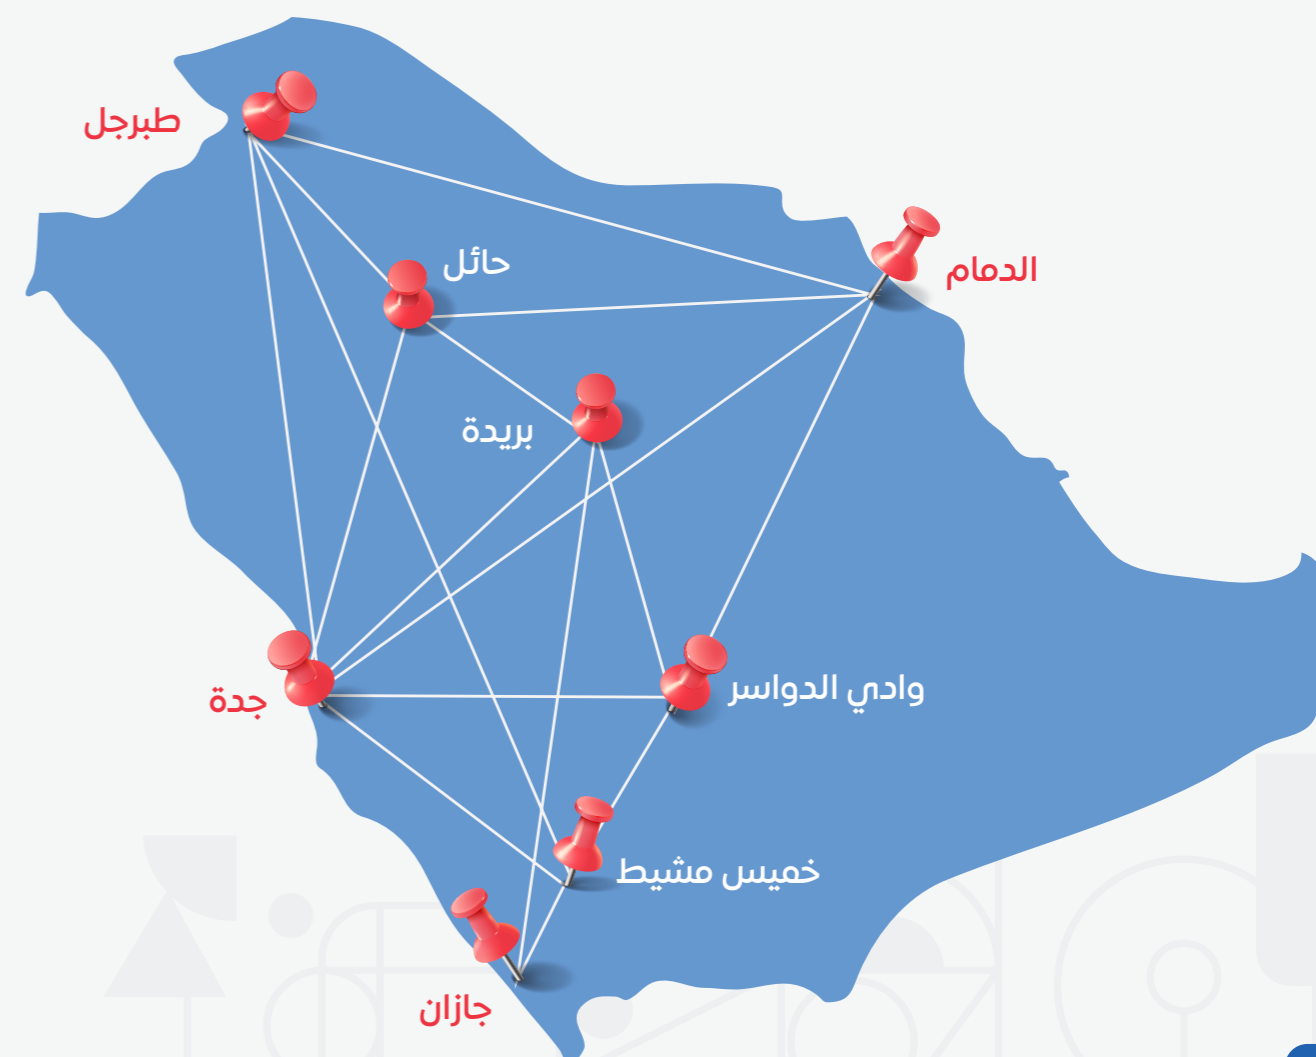 طبرجل
حائل
الدمام
بريدة
جدة
وادي الدواسر
خميس مشيط
جازان